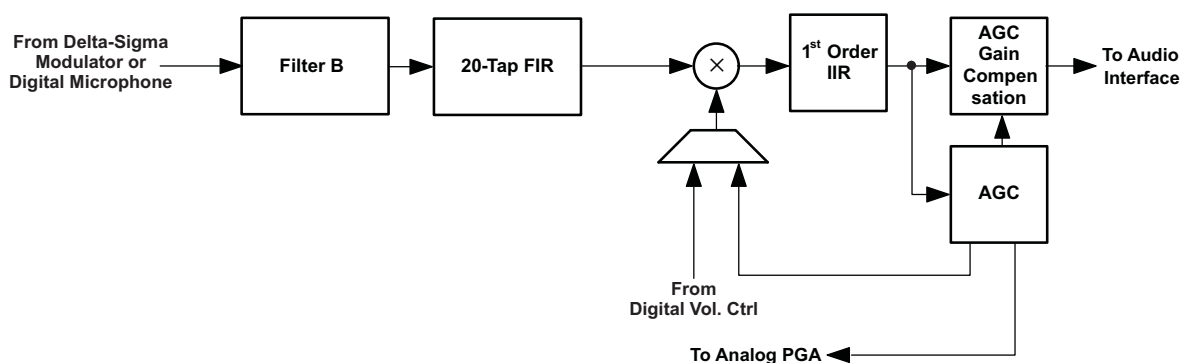 From Delta-Sigma
Modulator or
Digital Microphone
Filter B
20-Tap FIR
×
1st Order
IIR
AGC
Gain
Compen
sation
To Audio
Interface
AGC
From
Digital Vol. Ctrl
To Analog PGA